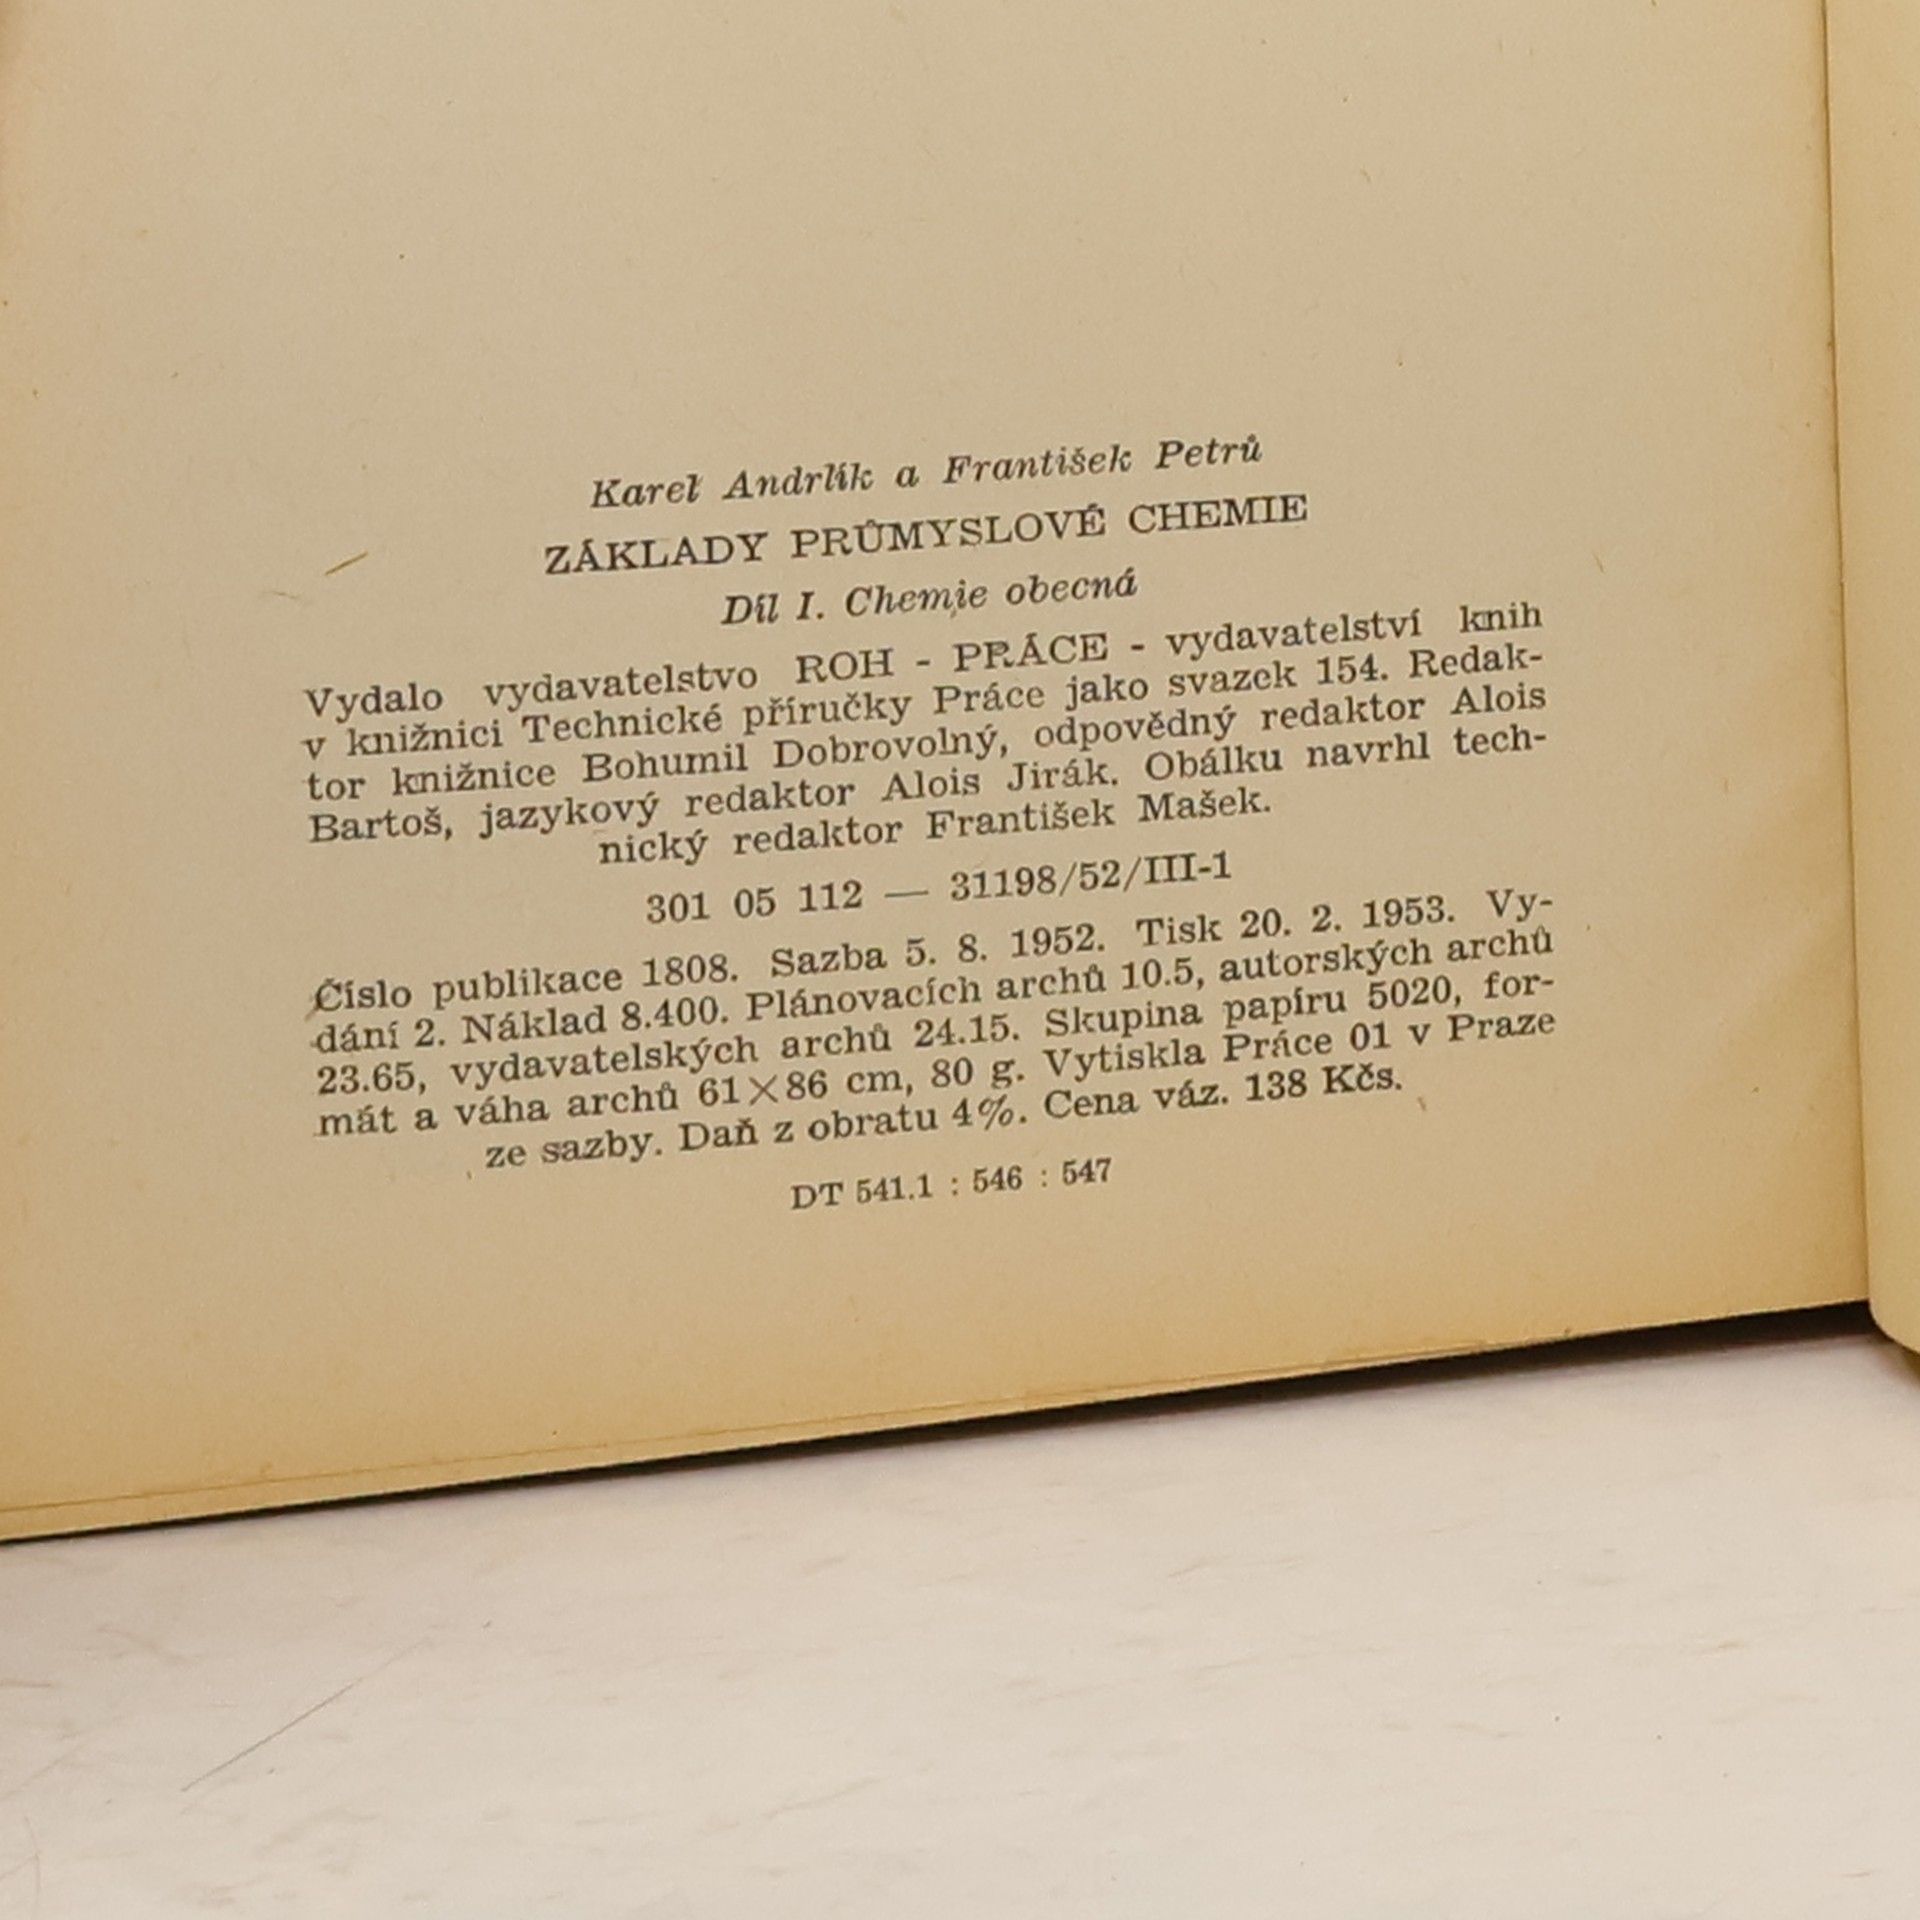 Karel Andrlík a František Petrů
ZÁKLADY PRŮMYSLOVÉ CHEMIE
Díl I. Chemie obecná
Vydalo vydavatelstvo ROH - PRÁCE - vydavatelství knih
v knižnici Technické příručky Práce jako svazek 154. Redak-
tor knižnice Bohumil Dobrovolný, odpovědný redaktor Alois
Bartoš, jazykový redaktor Alois Jirák. Obálku navrhl tech-
nický redaktor František Mašek.
301 05 112 — 31198/52/III-1
Číslo publikace 1808. Sazba 5. 8. 1952. Tisk 20. 2. 1953. Vy-
dání 2. Náklad 8.400. Plánovacích archů 10.5, autorských archů
23.65, vydavatelských archů 24.15. Skupina papíru 5020, for-
mát a váha archů 61×86 cm, 80 g. Vytiskla Práce 01 v Praze
ze sazby. Daň z obratu 4%. Cena váz. 138 Kčs.
DT 541.1 : 546 : 547